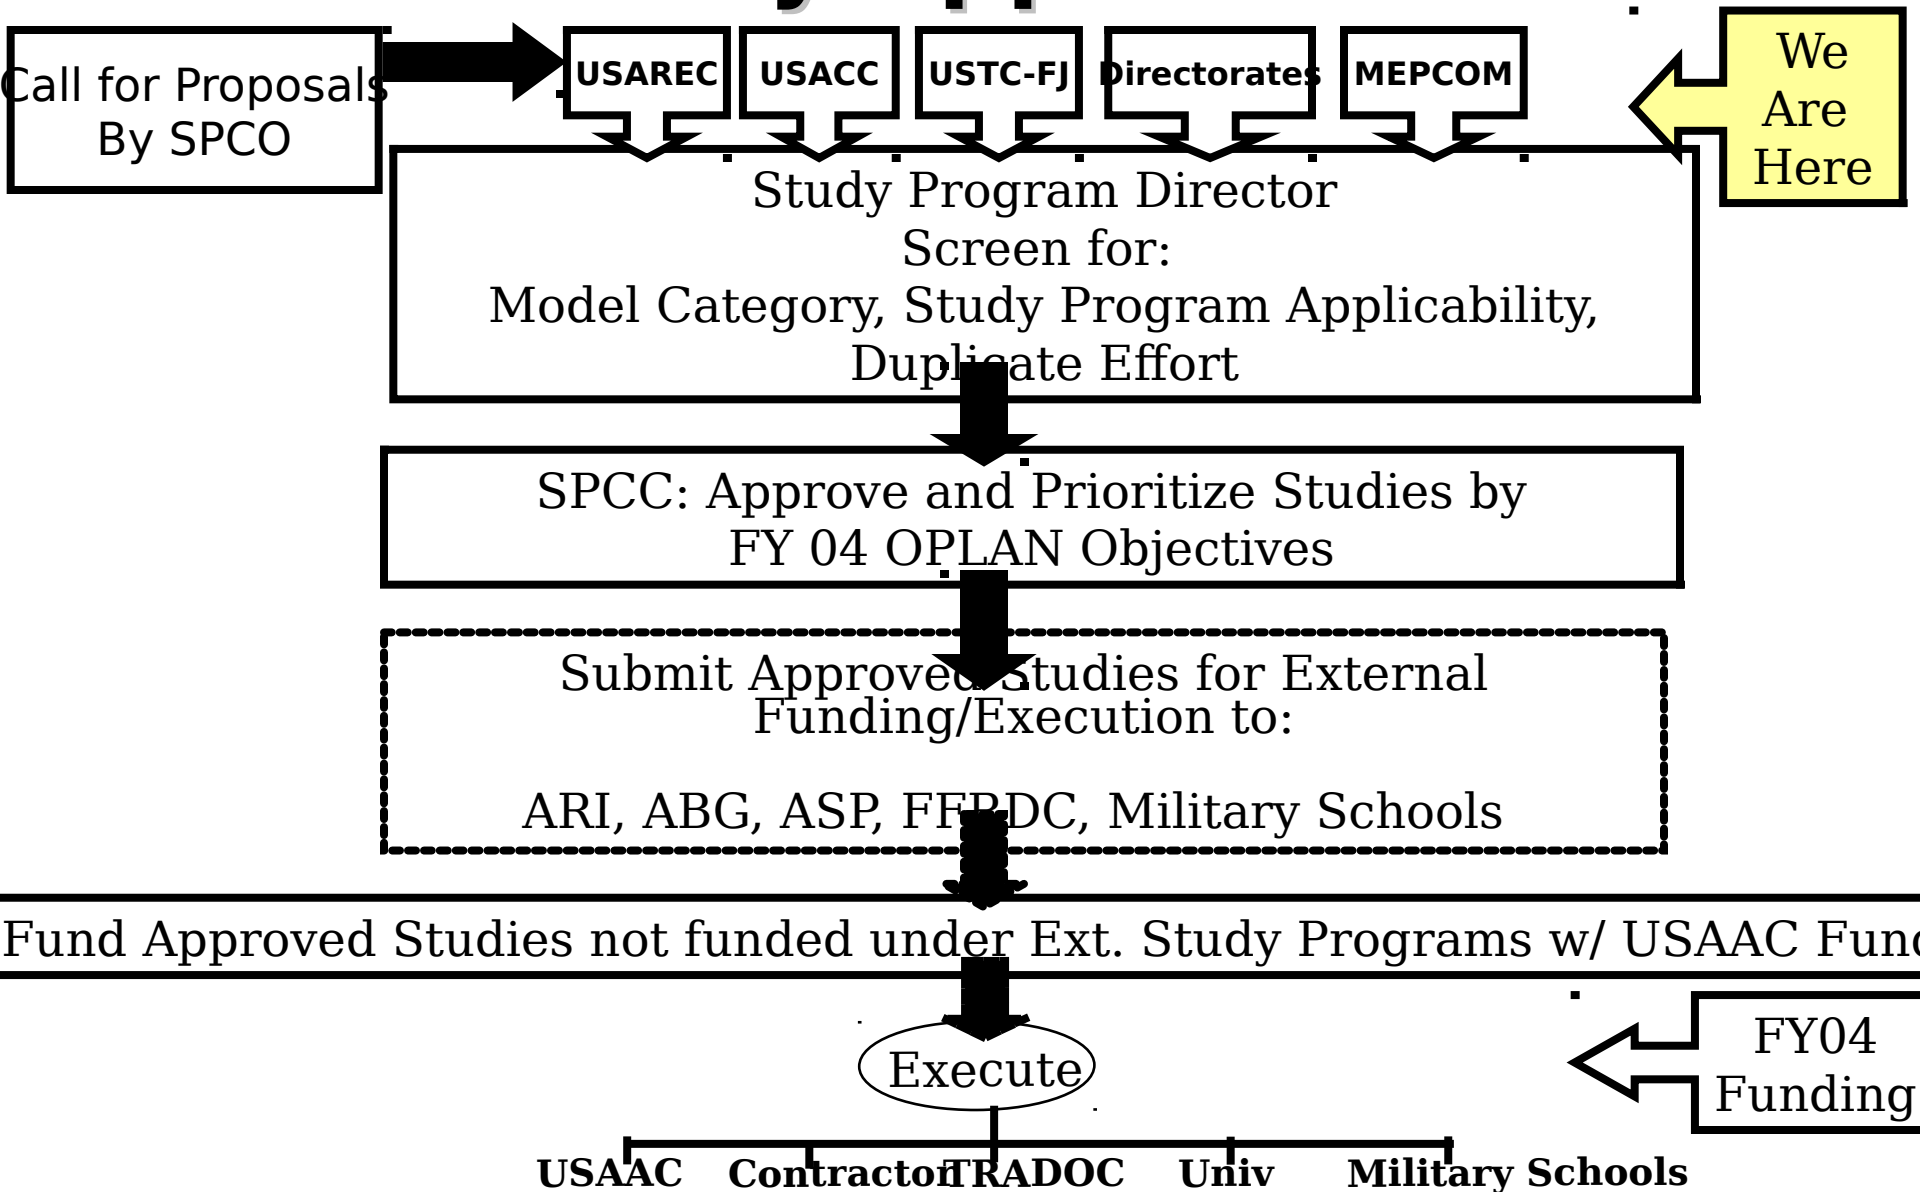 Call for Proposals
By SPCO
USAREC
USACC
USTC-FJ
Directorates
MEPCOM
We
Are
Here
Study Program Director
Screen for:
Model Category, Study Program Applicability,
Duplicate Effort
SPCC: Approve and Prioritize Studies by
FY 04 OPLAN Objectives
Submit Approved Studies for External
Funding/Execution to:
ARI, ABG, ASP, FFRDC, Military Schools
Fund Approved Studies not funded under Ext. Study Programs w/ USAAC
Execute
FY04
Funding
USAAC
Contractor
TRADOC
Univ
Military Schools